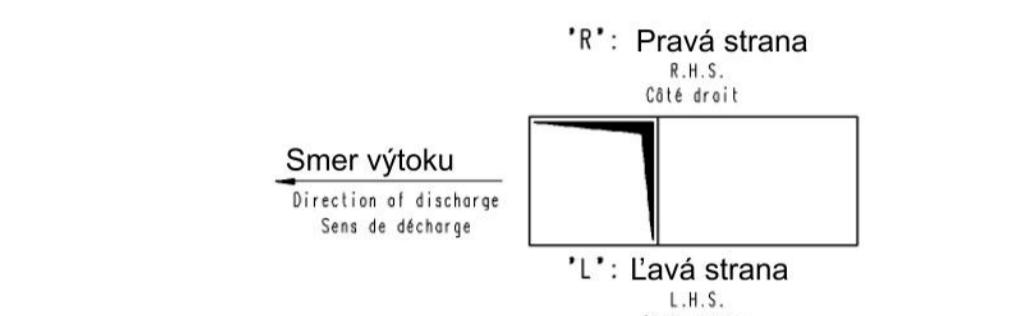 'R': Pravá strana
R.H.S.
Côté droit
Smer výtoku
Direction of discharge
Sens de décharge
'L': Ľavá strana
L.H.S.